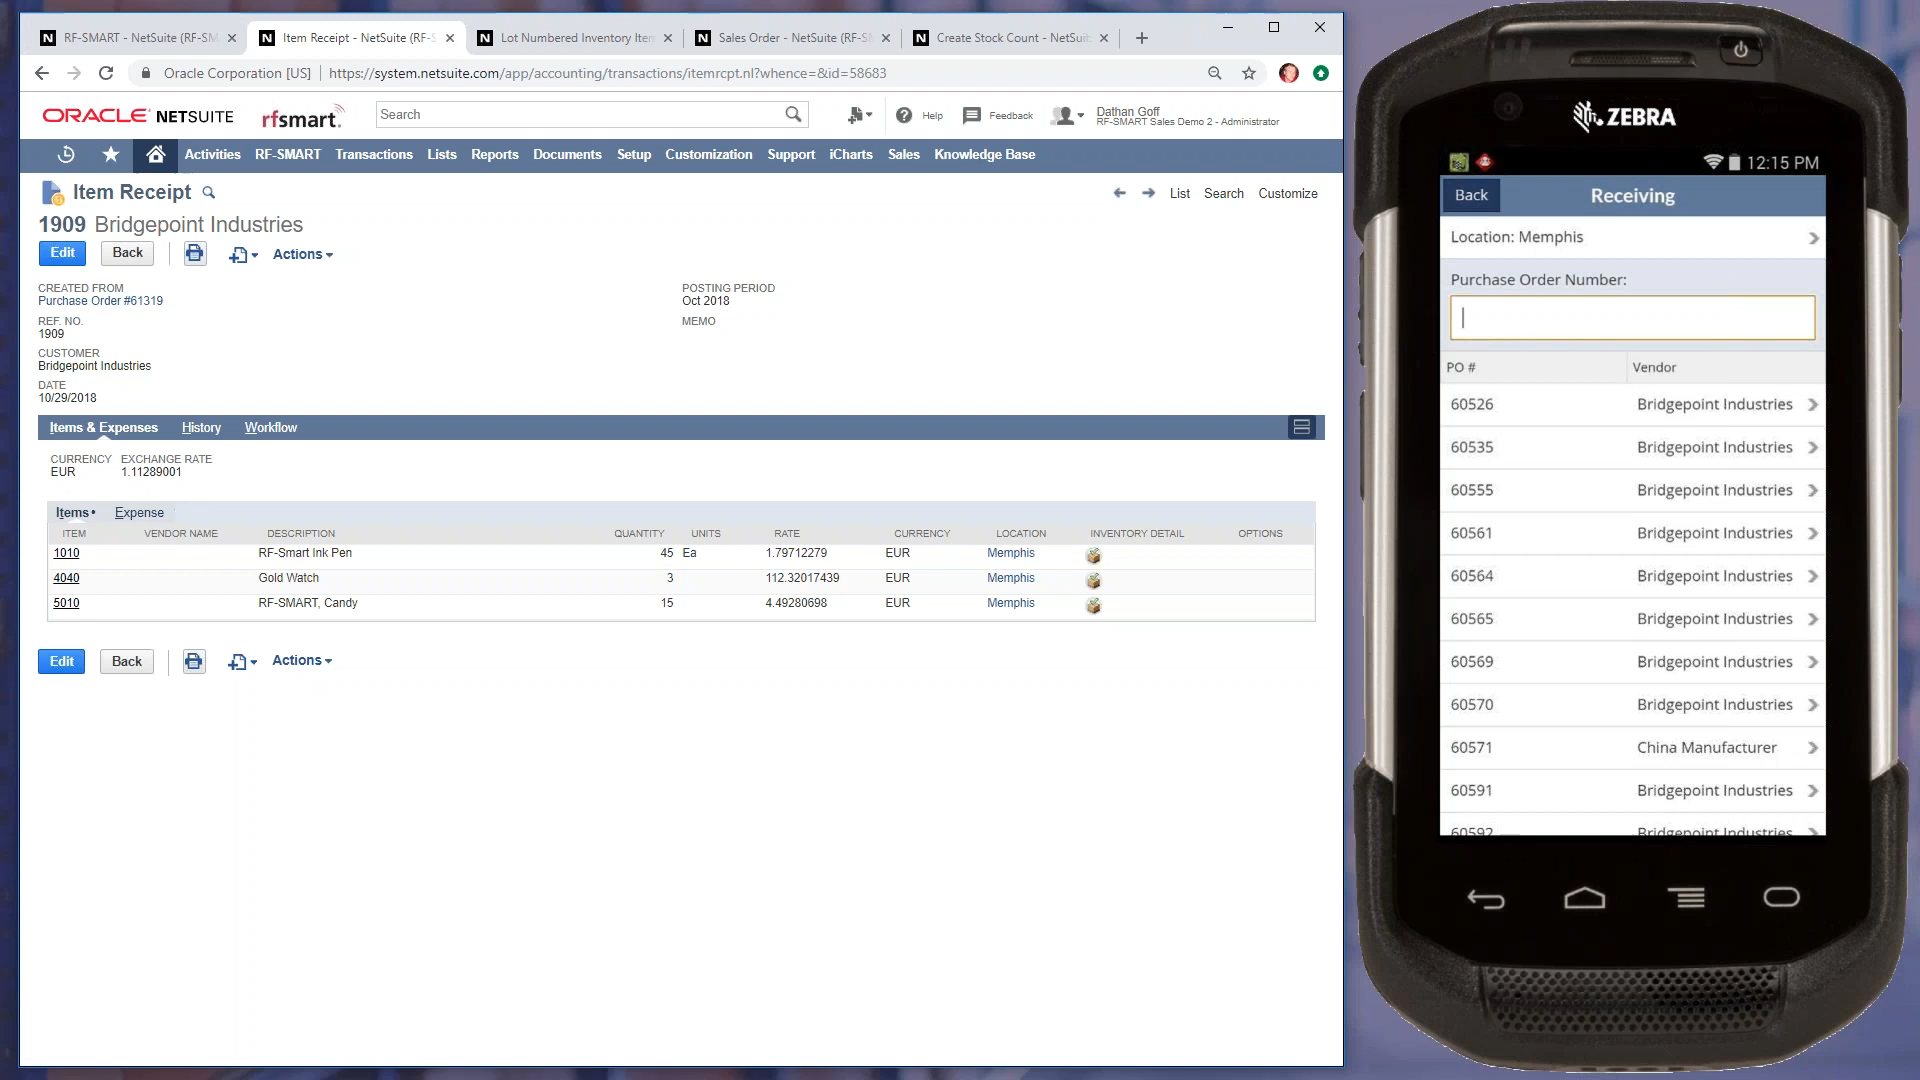 RF-SMART - NetSuite (RF-SM
Item Receipt - NetSuite (RF-S
Lot Numbered Inventory Item
Sales Order - NetSuite (RF-SM
Create Stock Count - NetSuit
Oracle Corporation [US] | https://system.netsuite.com/app/accounting/transactions/itemrcpt.nl?whence=&id=58683
ORACLE NETSUITE rfsmart
Search
Help
Feedback
Dathan Goff
RF-SMART Sales Demo 2 - Administrator
Activities RF-SMART Transactions Lists Reports Documents Setup Customization Support iCharts Sales Knowledge Base
Item Receipt
List Search Customize
1909 Bridgepoint Industries
Edit Back Actions
CREATED FROM
Purchase Order #61319
REF. NO.
1909
CUSTOMER
Bridgepoint Industries
DATE
10/29/2018
POSTING PERIOD
Oct 2018
MEMO
Items & Expenses History Workflow
CURRENCY EXCHANGE RATE
EUR 1.11289001
Items • Expense
ITEM VENDOR NAME DESCRIPTION QUANTITY UNITS RATE CURRENCY LOCATION INVENTORY DETAIL OPTIONS
1010 RF-Smart Ink Pen 45 Ea 1.79712279 EUR Memphis
4040 Gold Watch 3 112.32017439 EUR Memphis
5010 RF-SMART, Candy 15 4.49280698 EUR Memphis
Edit Back Actions
ZEBRA
12:15 PM
Back Receiving
Location: Memphis
Purchase Order Number:
PO # Vendor
60526 Bridgepoint Industries
60535 Bridgepoint Industries
60555 Bridgepoint Industries
60561 Bridgepoint Industries
60564 Bridgepoint Industries
60565 Bridgepoint Industries
60569 Bridgepoint Industries
60570 Bridgepoint Industries
60571 China Manufacturer
60591 Bridgepoint Industries
60592 Bridgepoint Industries